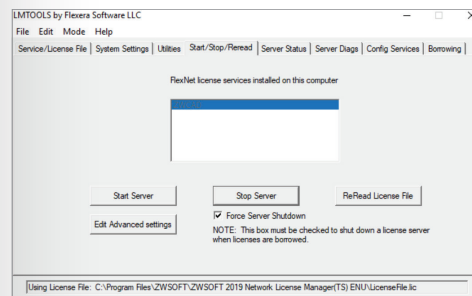 LMTOOLS by Flexera Software LLC
File Edit Mode Help
Service/License File System Settings Utilities Start/Stop/Reread Server Status Server Diags Config Services Borrowing
FlexNet license services installed on this computer
Start Server Stop Server ReRead License File
Edit Advanced settings
Force Server Shutdown
NOTE: This box must be checked to shut down a license server
when licenses are borrowed.
Using License File: C:\Program Files\ZWSOFT\ZWSOFT 2019 Network License Manager(TS) ENU\LicenseFile.lic